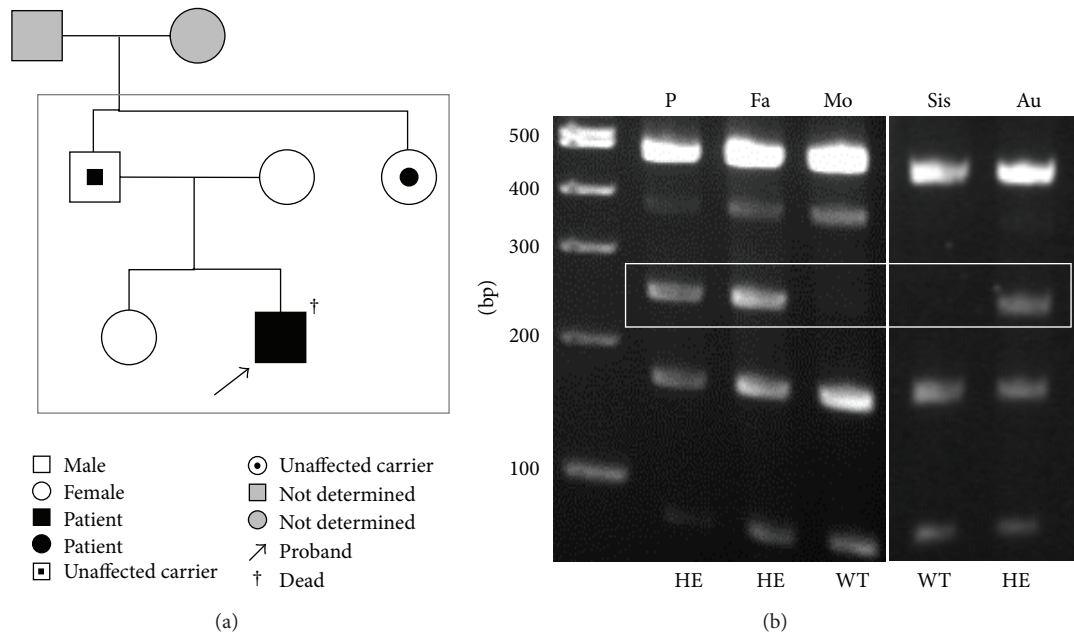 †
Male
Female
Patient
Patient
Unaffected carrier
Unaffected carrier
Not determined
Not determined
Proband
† Dead
(a)
P Fa Mo Sis Au
500
400
300
200
100
(bp)
HE HE WT WT HE
(b)